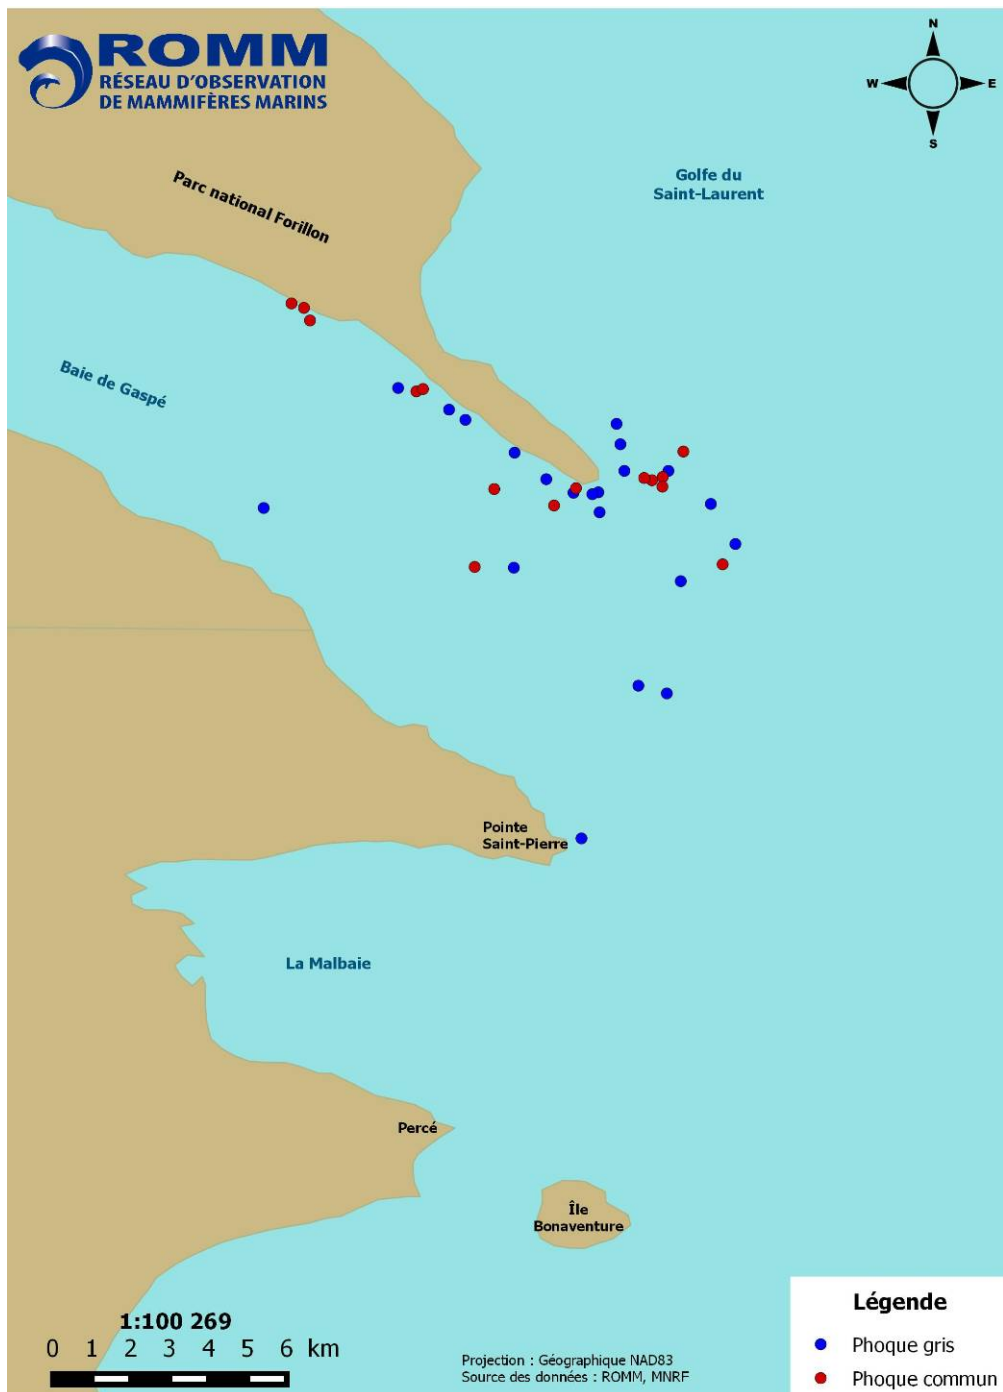 ROMM
RÉSEAU D'OBSERVATION
DE MAMMIFÈRES MARINS
N
W
E
S
Golfe du
Saint-Laurent
Parc national Forillon
Baie de Gaspé
Pointe
Saint-Pierre
La Malbaie
Percé
Île
Bonaventure
1:100 269
0 1 2 3 4 5 6 km
Projection : Géographique NAD83
Source des données : ROMM, MNRF
Légende
Phoque gris
Phoque commun